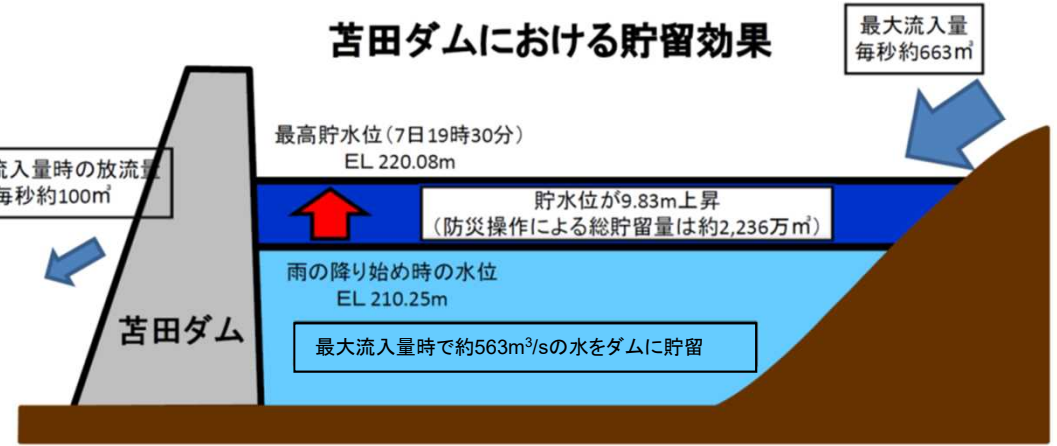 苫田ダムにおける貯留効果
最大流入量
毎秒約663㎥
最高貯水位(7日19時30分)
EL 220.08m
流入量時の放流量
毎秒約100㎥
貯水位が9.83m上昇
(防災操作による総貯留量は約2,236万㎥)
雨の降り始め時の水位
EL 210.25m
苫田ダム
最大流入量時で約563m³/sの水をダムに貯留